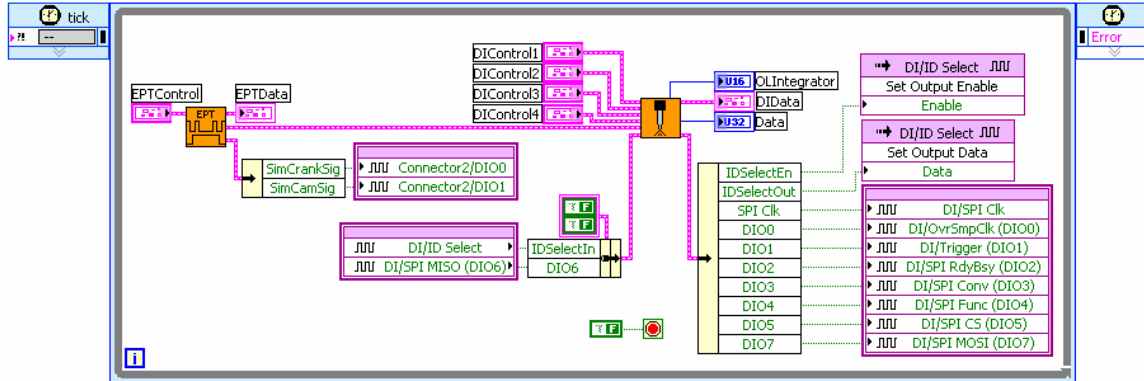 tick
?!
--
Error
DIControl1
DIControl2
DIControl3
DIControl4
EPTControl
EPTData
EPT
U16
OLIntegrator
DIData
U32
Data
DI/ID Select
Set Output Enable
Enable
DI/ID Select
Set Output Data
Data
SimCrankSig
SimCamSig
Connector2/DIO0
Connector2/DIO1
DI/ID Select
DI/SPI MISO (DIO6)
IDSelectIn
DIO6
F
F
IDSelectEn
IDSelectOut
SPI Clk
DIO0
DIO1
DIO2
DIO3
DIO4
DIO5
DIO7
DI/SPI Clk
DI/OvrSmpClk (DIO0)
DI/Trigger (DIO1)
DI/SPI RdyBsy (DIO2)
DI/SPI Conv (DIO3)
DI/SPI Func (DIO4)
DI/SPI CS (DIO5)
DI/SPI MOSI (DIO7)
F
i